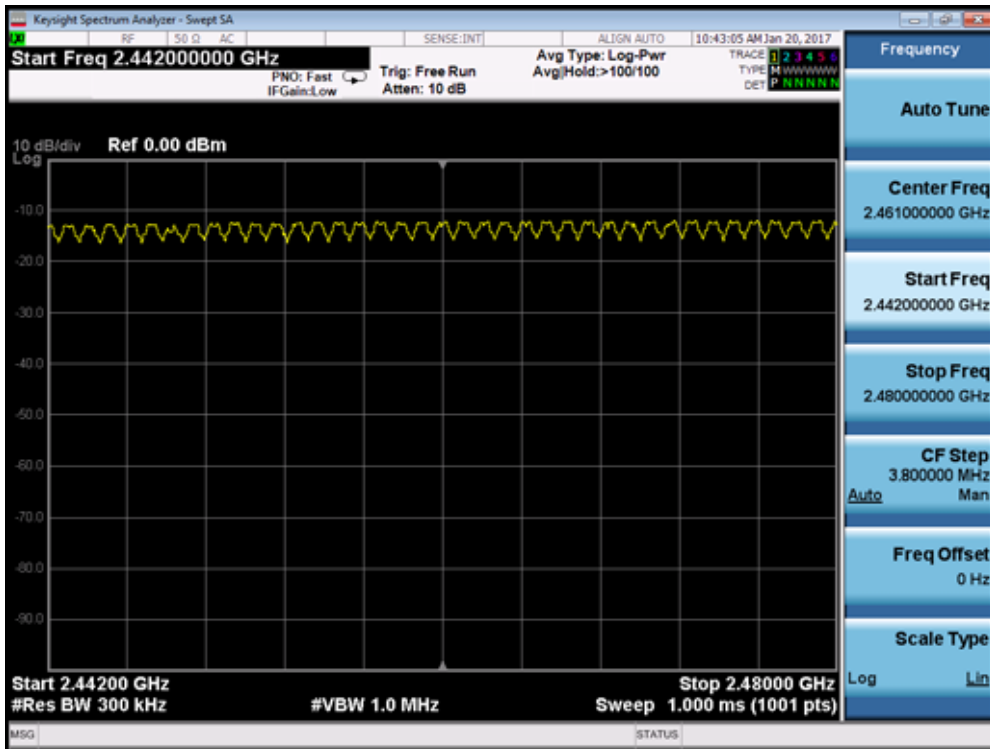 Keysight Spectrum Analyzer - Swept SA
RF 50 Ω AC SENSE:INT ALIGN AUTO 10:43:05 AM Jan 20, 2017
Start Freq 2.442000000 GHz
PNO: Fast
IFGain:Low
Trig: Free Run
Atten: 10 dB
Avg Type: Log-Pwr
Avg|Hold:>100/100
TRACE 1 2 3 4 5 6
TYPE M W W W W W
DET P N N N N N
Frequency
10 dB/div Ref 0.00 dBm
Log
-10.0
-20.0
-30.0
-40.0
-50.0
-60.0
-70.0
-80.0
-90.0
Start 2.44200 GHz Stop 2.48000 GHz
#Res BW 300 kHz #VBW 1.0 MHz Sweep 1.000 ms (1001 pts)
MSG STATUS
Auto Tune
Center Freq
2.461000000 GHz
Start Freq
2.442000000 GHz
Stop Freq
2.480000000 GHz
CF Step
3.800000 MHz
Auto Man
Freq Offset
0 Hz
Scale Type
Log Lin